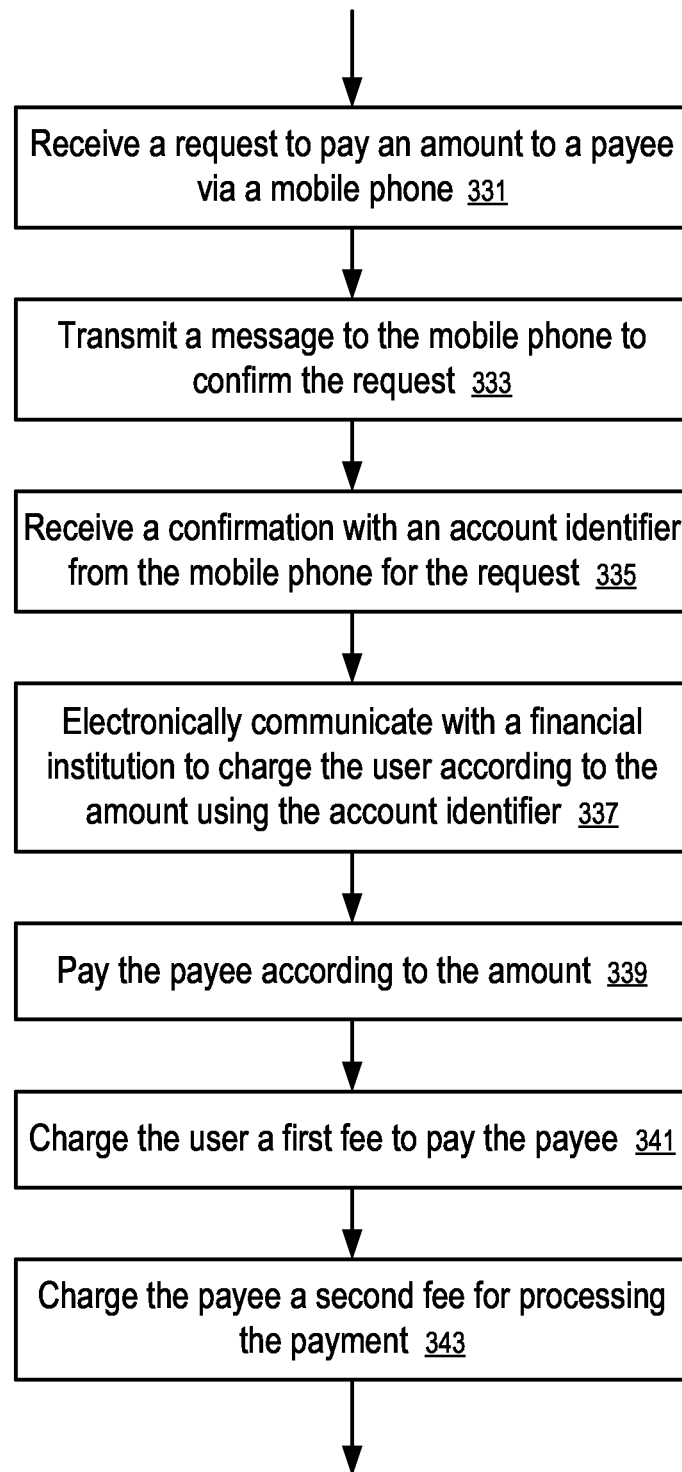 Receive a request to pay an amount to a payee
via a mobile phone 331
Transmit a message to the mobile phone to
confirm the request 333
Receive a confirmation with an account identifier
from the mobile phone for the request 335
Electronically communicate with a financial
institution to charge the user according to the
amount using the account identifier 337
Pay the payee according to the amount 339
Charge the user a first fee to pay the payee 341
Charge the payee a second fee for processing
the payment 343